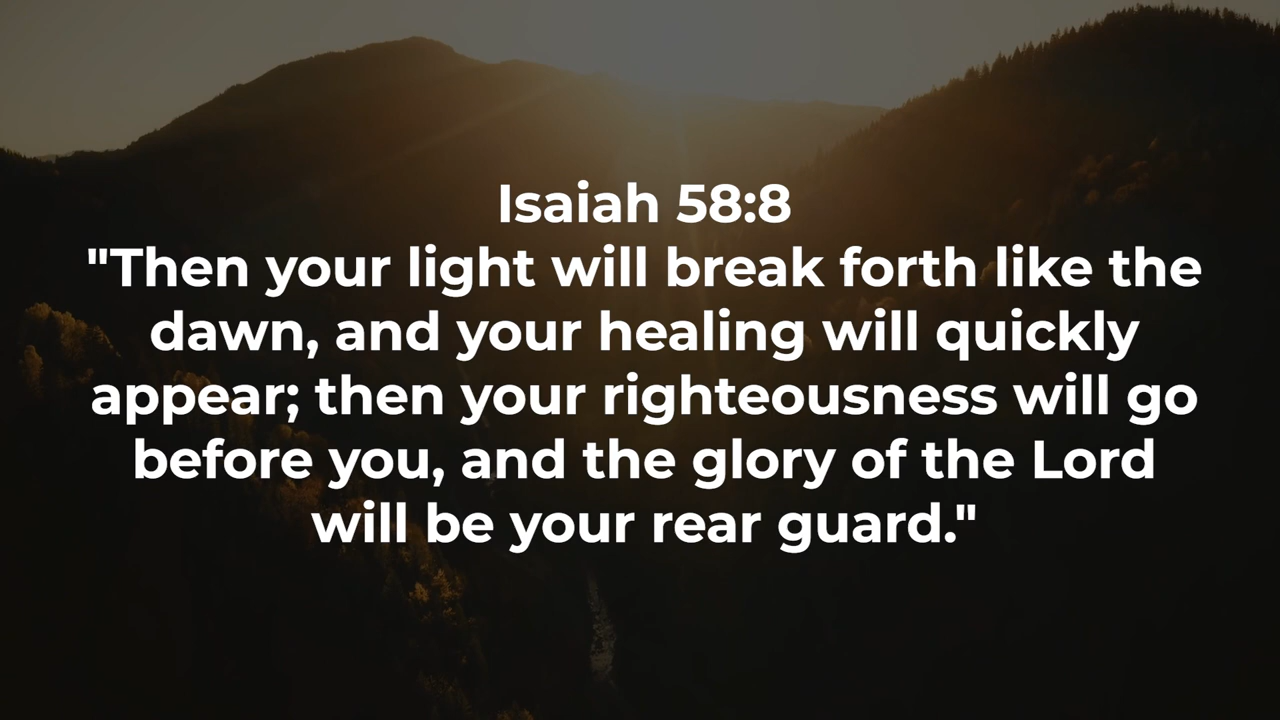 Isaiah 58:8
"Then your light will break forth like the
dawn, and your healing will quickly
appear; then your righteousness will go
before you, and the glory of the Lord
will be your rear guard."